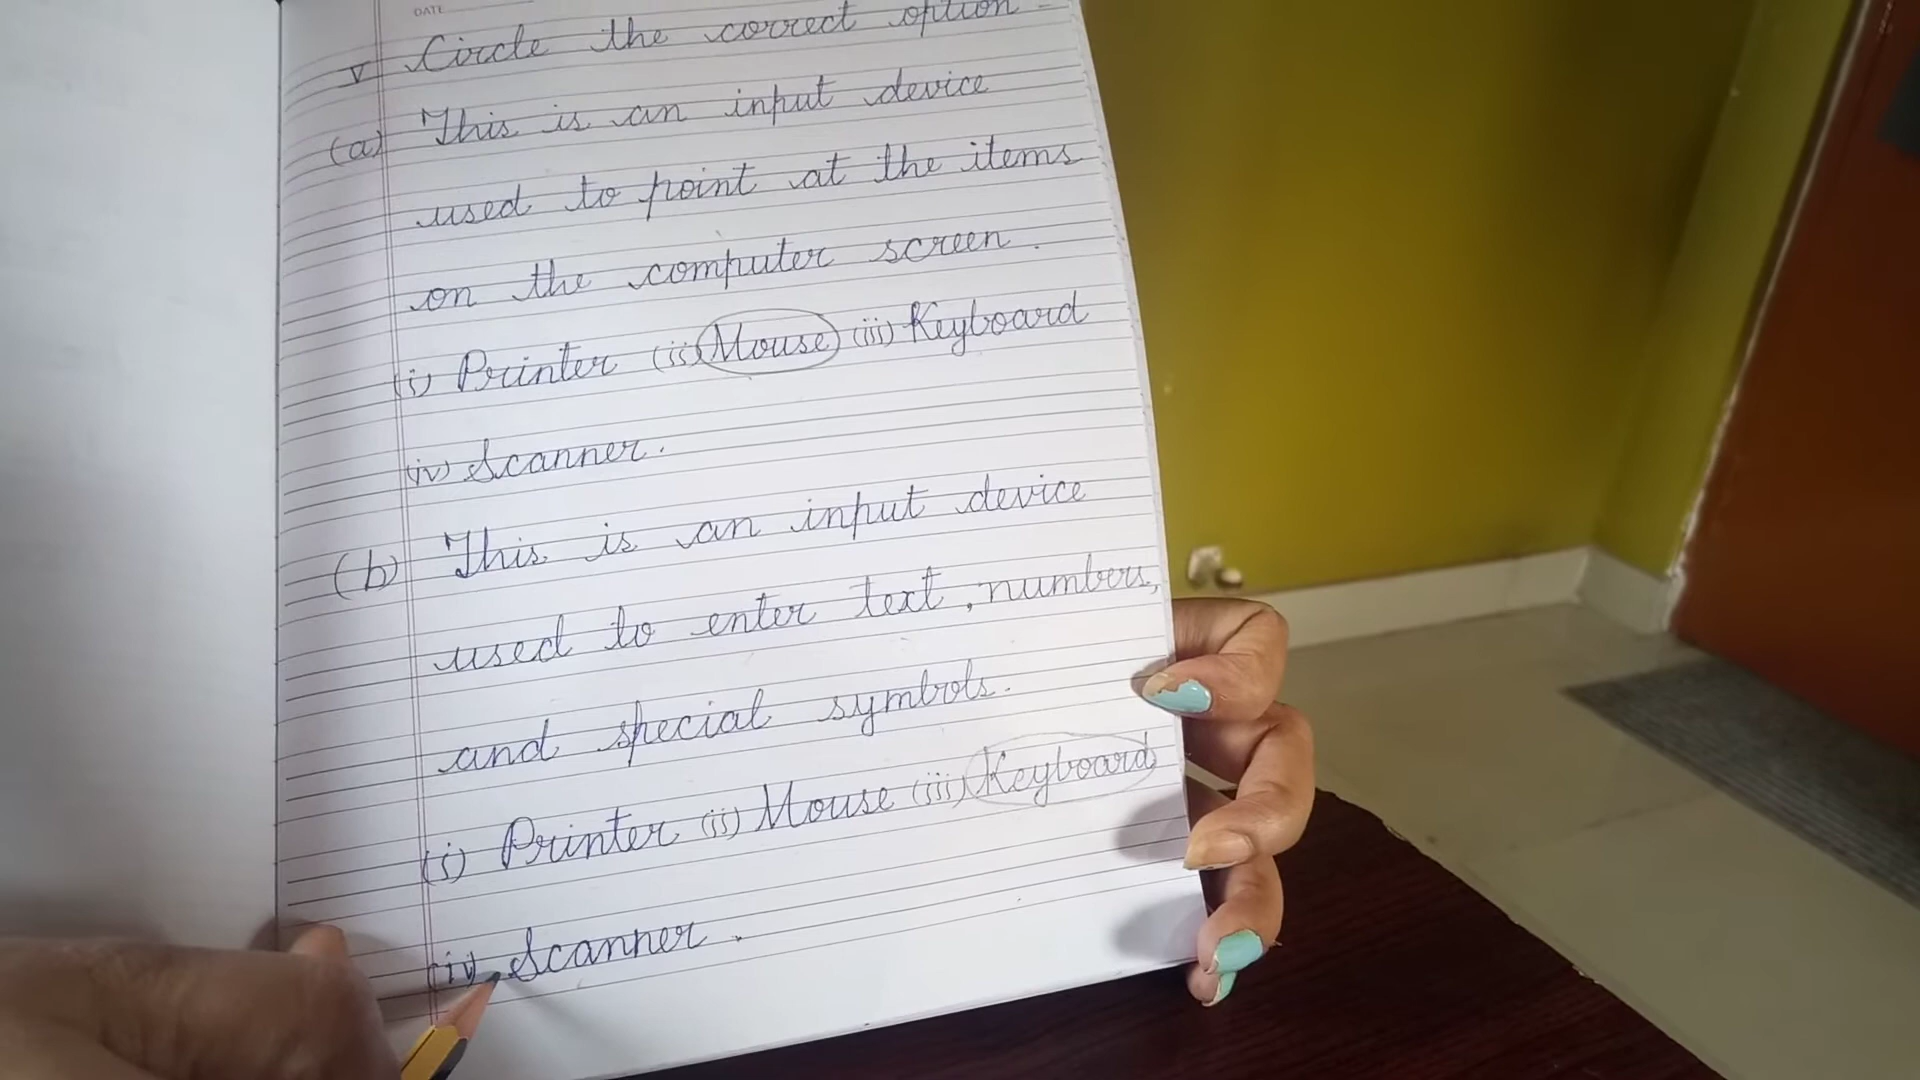 DATE
V Circle the correct option -
(a) This is an input device
used to point at the items
on the computer screen.
(i) Printer (ii) Mouse (iii) Keyboard
(iv) Scanner.
(b) This is an input device
used to enter text, numbers,
and special symbols.
(i) Printer (ii) Mouse (iii) Keyboard
(iv) Scanner.